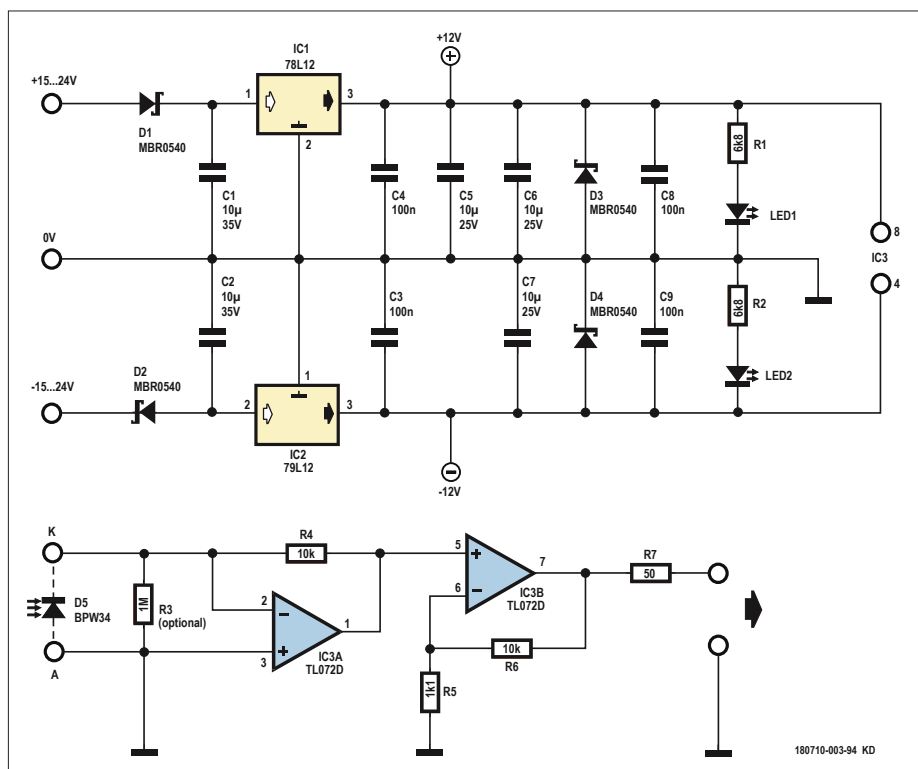 +12V
IC1
78L12
+15...24V
1
3
2
D1
MBR0540
C1
10µ
35V
C4
100n
C5
10µ
25V
C6
10µ
25V
D3
MBR0540
C8
100n
6k8
R1
LED1
8
IC3
4
0V
C2
10µ
35V
C3
100n
C7
10µ
25V
D4
MBR0540
C9
100n
6k8
R2
LED2
-15...24V
D2
MBR0540
1
2
3
IC2
79L12
-12V
K
D5
BPW34
A
1M
R3
(optional)
R4
10k
2
3
1
IC3A
TL072D
5
6
7
IC3B
TL072D
10k
R6
1k1
R5
R7
50
180710-003-94 KD